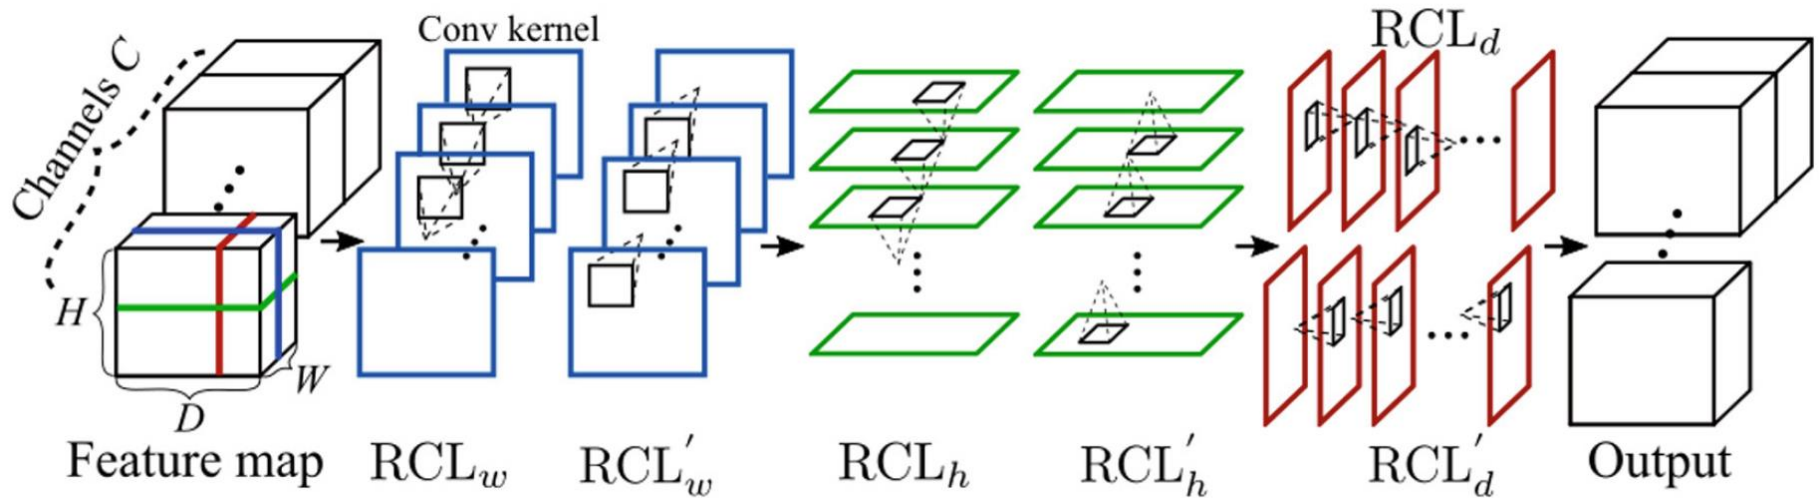 Channels C
H
D
W
Feature map
Conv kernel
RCL_w
RCL'_w
RCL_h
RCL'_h
RCL_d
RCL'_d
Output